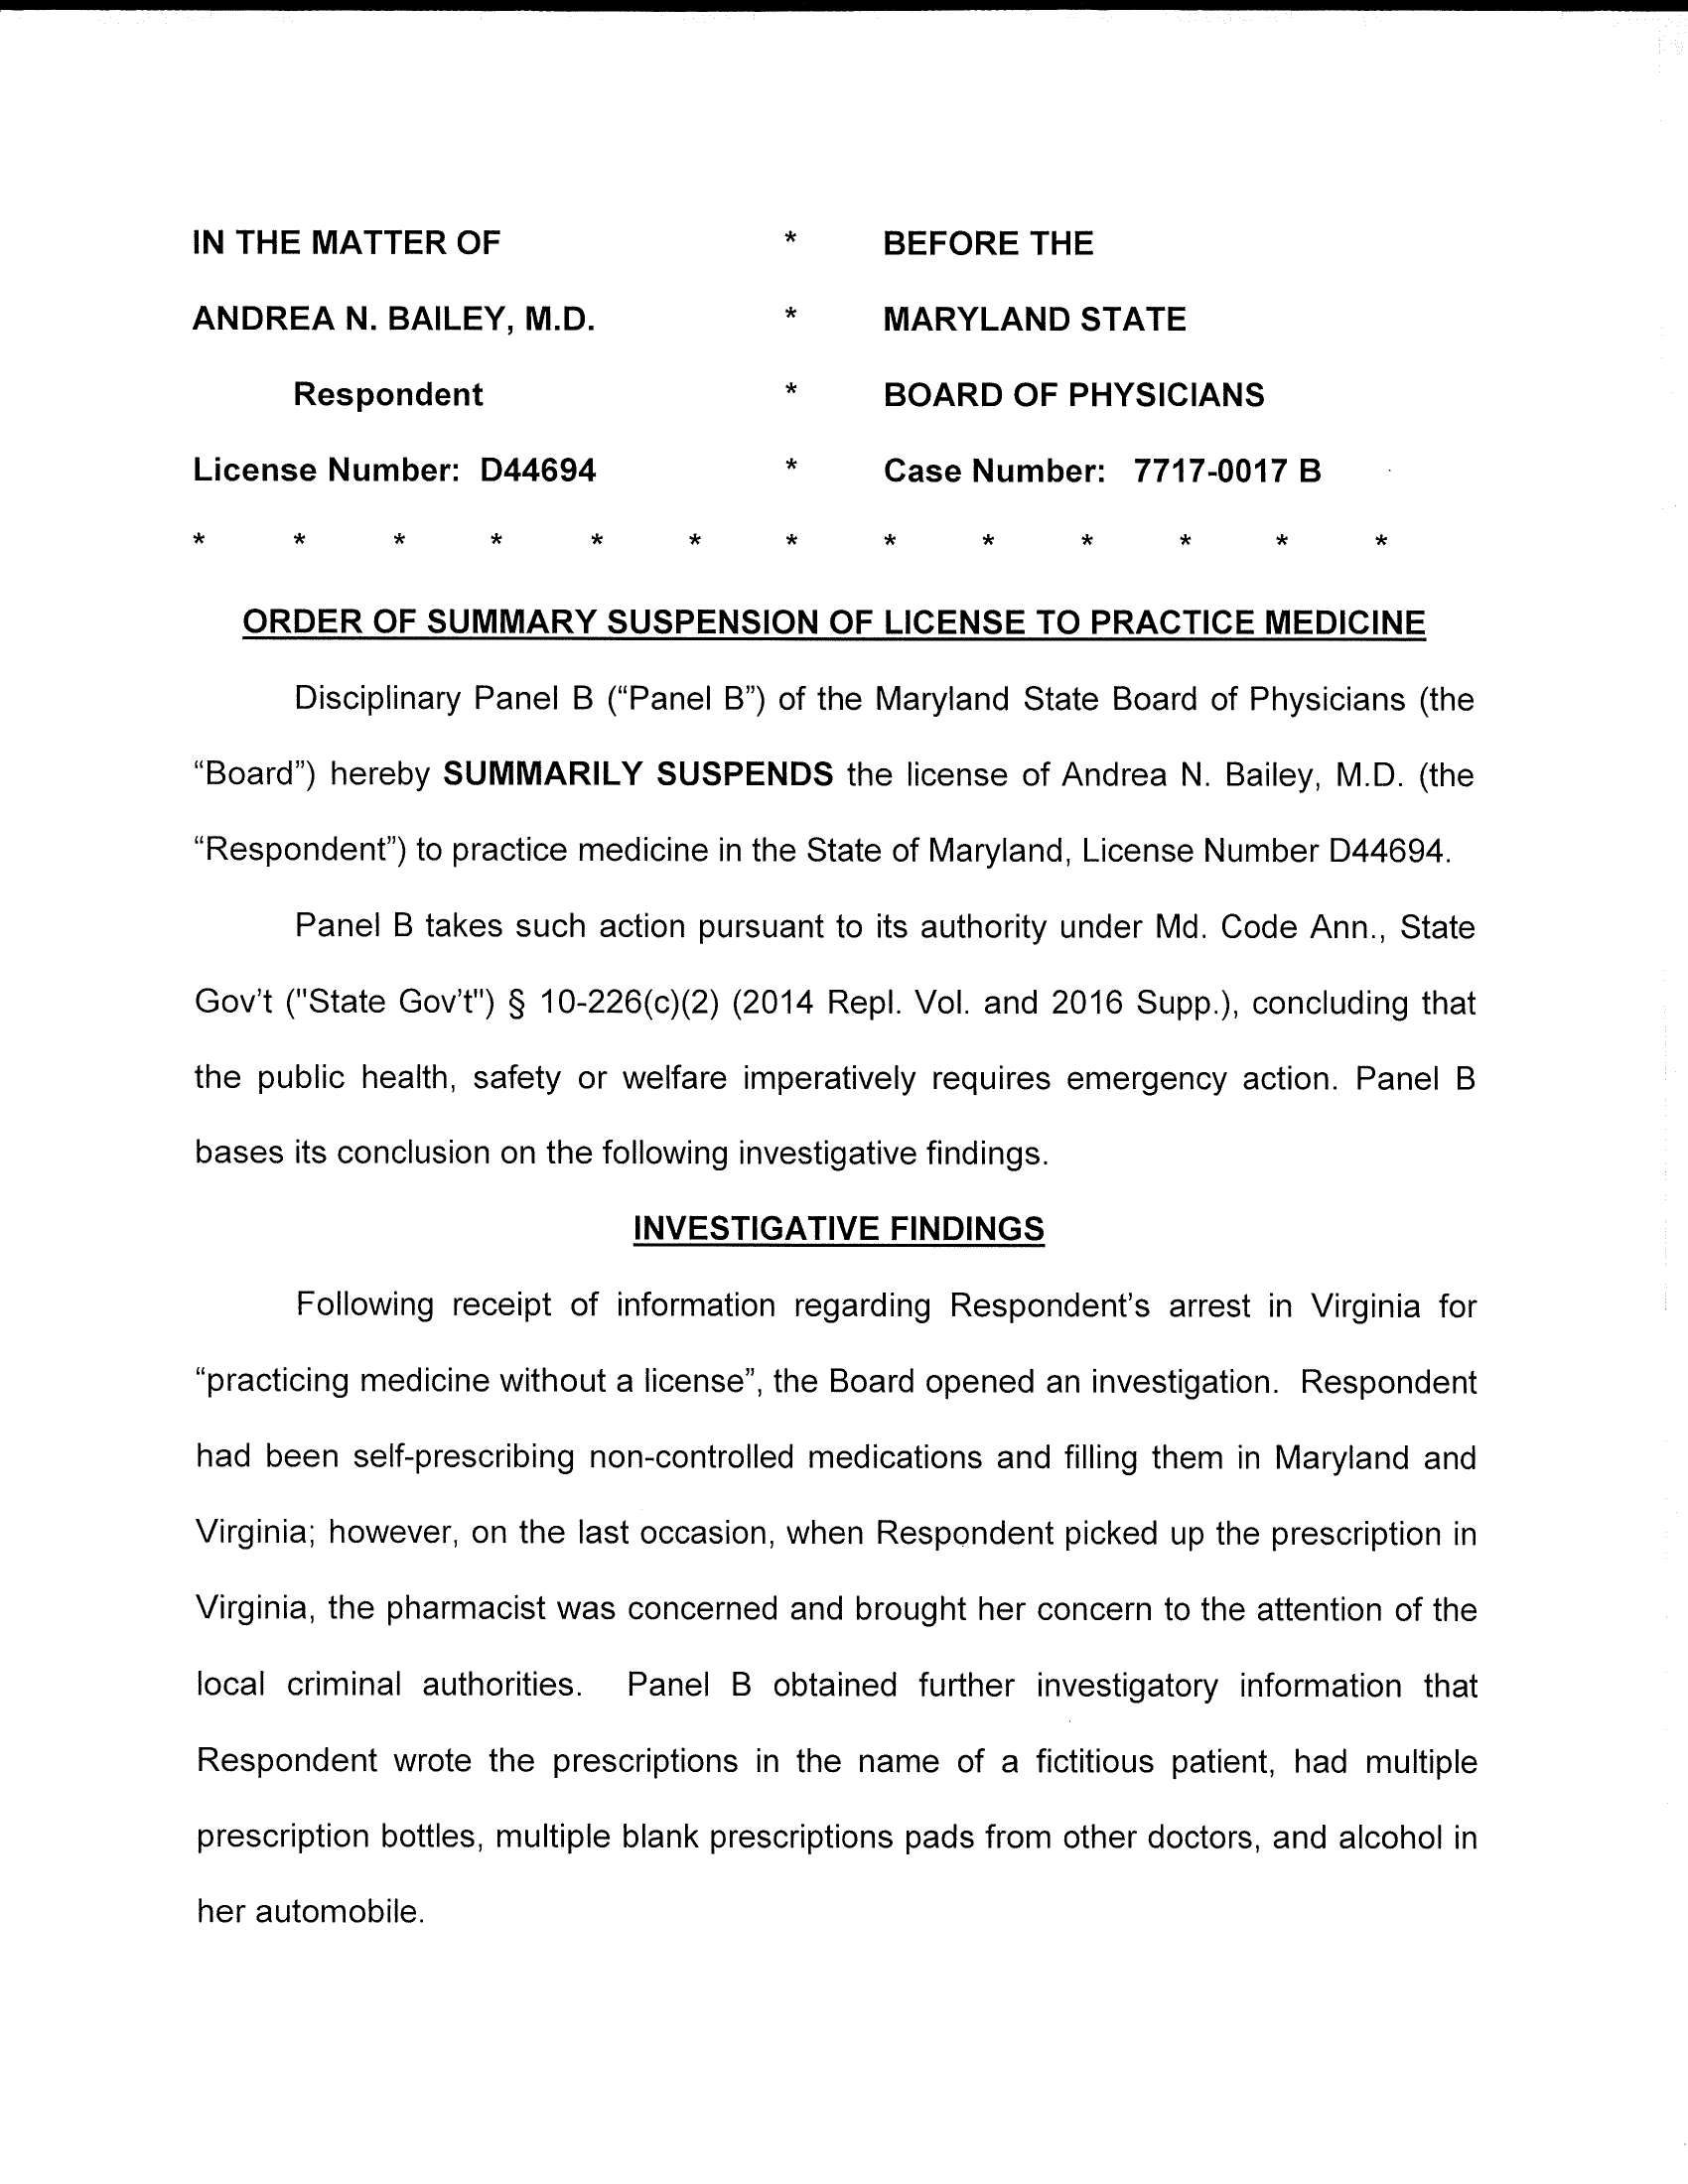 IN THE MATTER OF * BEFORE THE
ANDREA N. BAILEY, M.D. * MARYLAND STATE
Respondent * BOARD OF PHYSICIANS
License Number: D44694 * Case Number: 7717-0017 B
* * * * * * * * * * * * *
ORDER OF SUMMARY SUSPENSION OF LICENSE TO PRACTICE MEDICINE
Disciplinary Panel B (“Panel B”) of the Maryland State Board of Physicians (the
“Board”) hereby SUMMARILY SUSPENDS the license of Andrea N. Bailey, M.D. (the
“Respondent”) to practice medicine in the State of Maryland, License Number D44694.
Panel B takes such action pursuant to its authority under Md. Code Ann., State
Gov’t ("State Gov’t") § 10-226(c)(2) (2014 Repl. Vol. and 2016 Supp.), concluding that
the public health, safety or welfare imperatively requires emergency action. Panel B
bases its conclusion on the following investigative findings.
INVESTIGATIVE FINDINGS
Following receipt of information regarding Respondent’s arrest in Virginia for
“practicing medicine without a license”, the Board opened an investigation. Respondent
had been self-prescribing non-controlled medications and filling them in Maryland and
Virginia; however, on the last occasion, when Respondent picked up the prescription in
Virginia, the pharmacist was concerned and brought her concern to the attention of the
local criminal authorities. Panel B obtained further investigatory information that
Respondent wrote the prescriptions in the name of a fictitious patient, had multiple
prescription bottles, multiple blank prescriptions pads from other doctors, and alcohol in
her automobile.